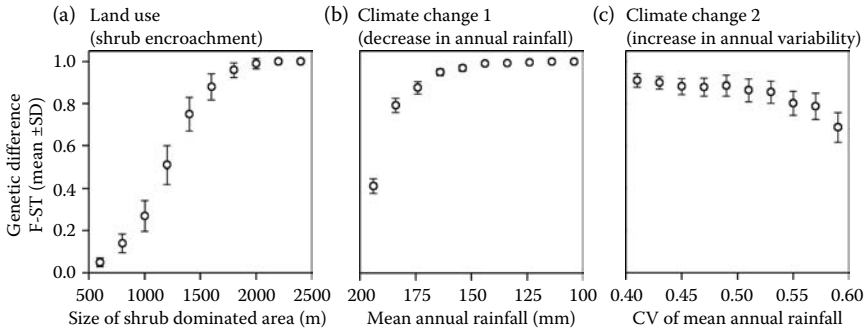 (a) Land use
(shrub encroachment)
(b) Climate change 1
(decrease in annual rainfall)
(c) Climate change 2
(increase in annual variability)
Genetic difference
F-ST (mean ±SD)
1.0
0.8
0.6
0.4
0.2
0.0
500 1000 1500 2000 2500
Size of shrub dominated area (m)
200 175 150 125 100
Mean annual rainfall (mm)
0.40 0.45 0.50 0.55 0.60
CV of mean annual rainfall